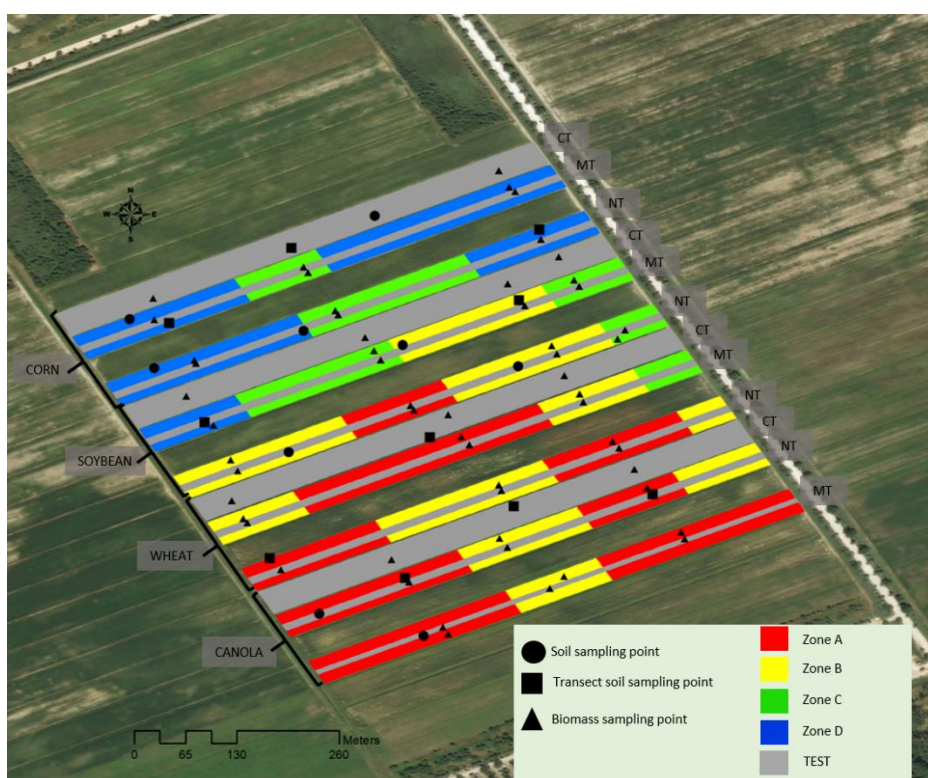 N
W E
S
CT
MT
NT
CT
MT
NT
CT
MT
NT
CT
NT
MT
CORN
SOYBEAN
WHEAT
CANOLA
Soil sampling point
Transect soil sampling point
Biomass sampling point
Zone A
Zone B
Zone C
Zone D
TEST
Meters
0 65 130 260